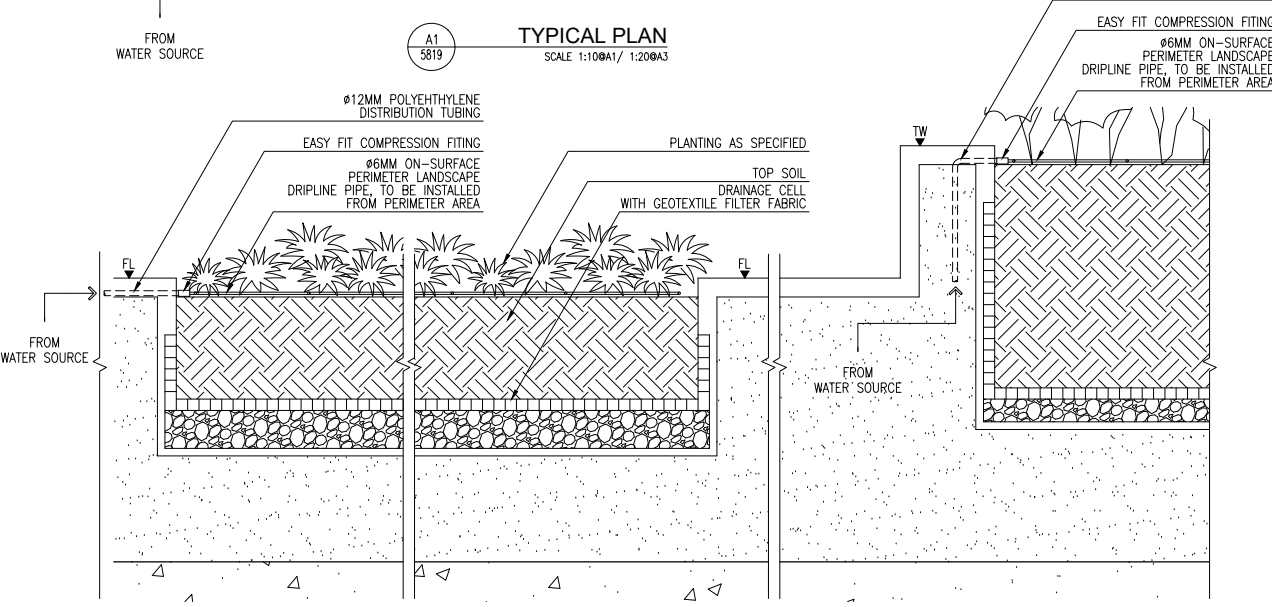 FROM
WATER SOURCE
A1
5819
TYPICAL PLAN
SCALE 1:10@A1/ 1:20@A3
EASY FIT COMPRESSION FITING
ø6MM ON-SURFACE
PERIMETER LANDSCAPE
DRIPLINE PIPE, TO BE INSTALLED
FROM PERIMETER AREA
ø12MM POLYEHTHYLENE
DISTRIBUTION TUBING
EASY FIT COMPRESSION FITING
ø6MM ON-SURFACE
PERIMETER LANDSCAPE
DRIPLINE PIPE, TO BE INSTALLED
FROM PERIMETER AREA
PLANTING AS SPECIFIED
TOP SOIL
DRAINAGE CELL
WITH GEOTEXTILE FILTER FABRIC
TW
FL
FL
FROM
WATER SOURCE
FROM
WATER SOURCE